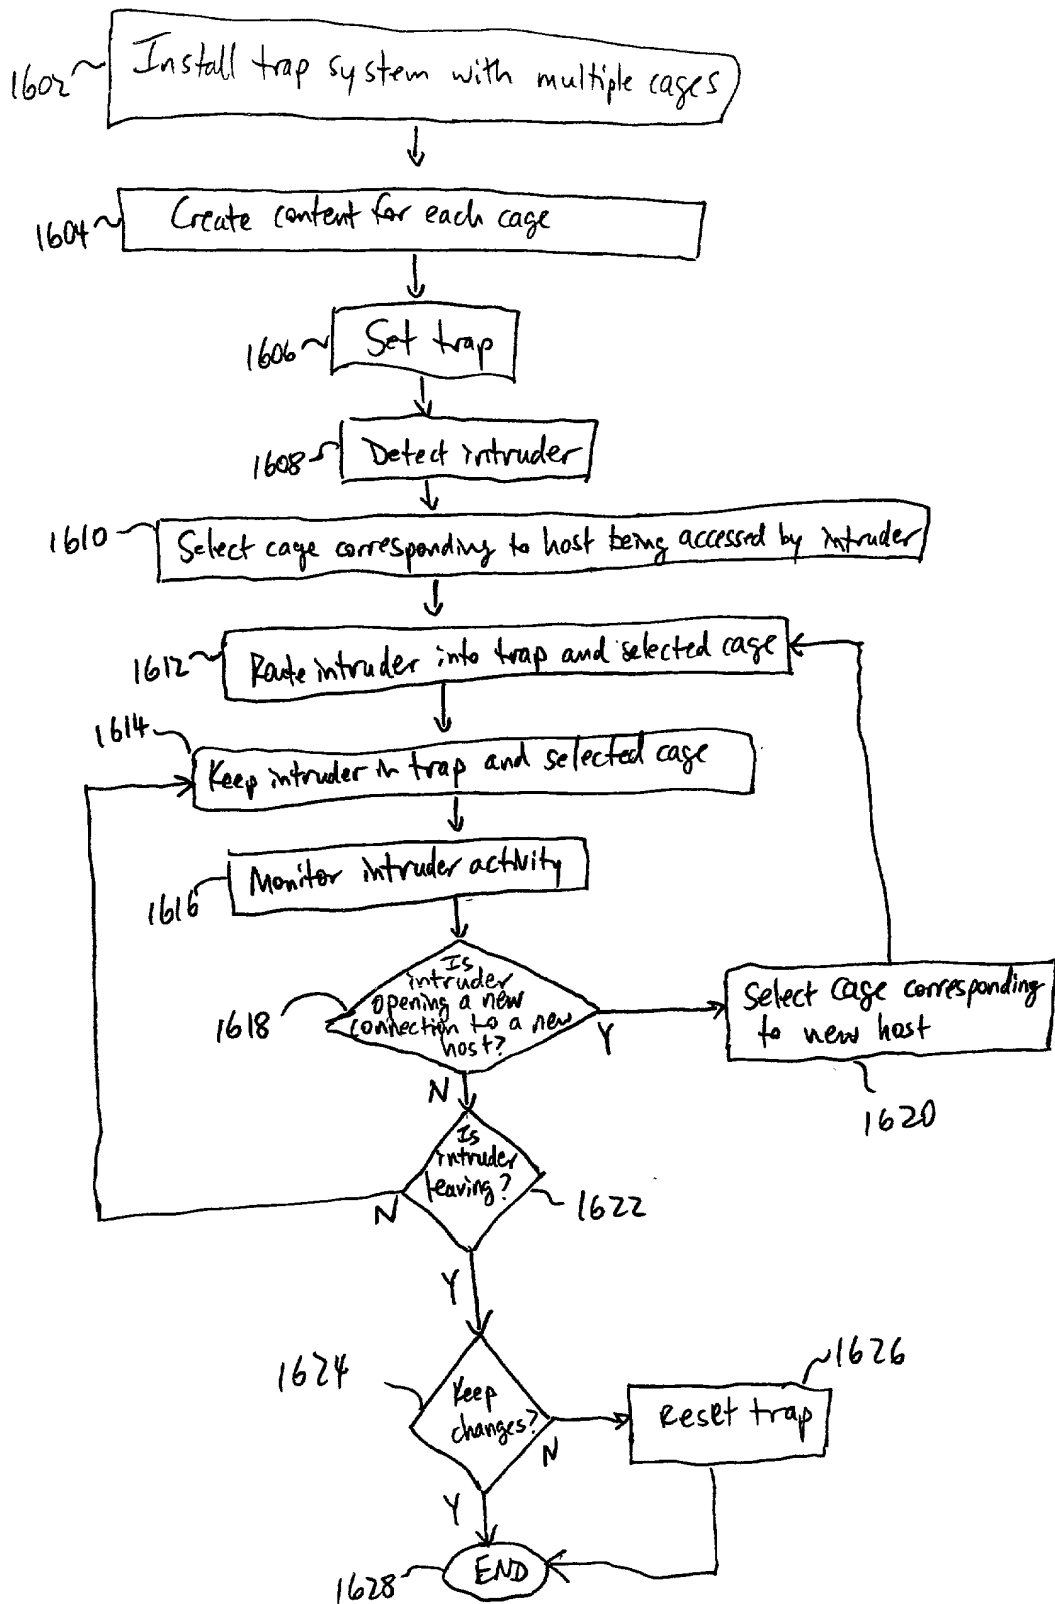 1602
Install trap system with multiple cages
1604
Create content for each cage
1606
Set trap
1608
Detect intruder
1610
Select cage corresponding to host being accessed by intruder
1612
Route intruder into trap and selected cage
1614
Keep intruder in trap and selected cage
1616
Monitor intruder activity
1618
Is
intruder
opening a new
connection to a new
host?
Y
N
Select cage corresponding
to new host
1620
Is
intruder
leaving?
N
1622
Y
1624
Keep
changes?
N
1626
Reset trap
Y
END
1628